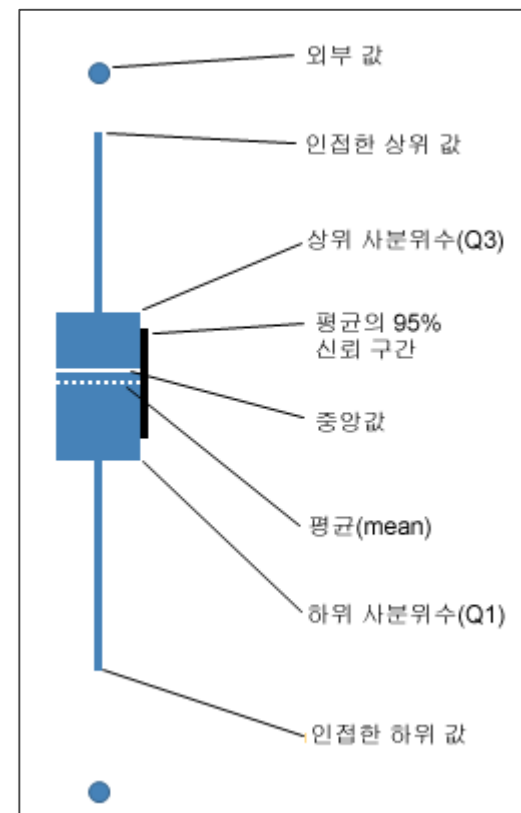 외부 값
인접한 상위 값
상위 사분위수(Q3)
평균의 95%
신뢰 구간
중앙값
평균(mean)
하위 사분위수(Q1)
인접한 하위 값